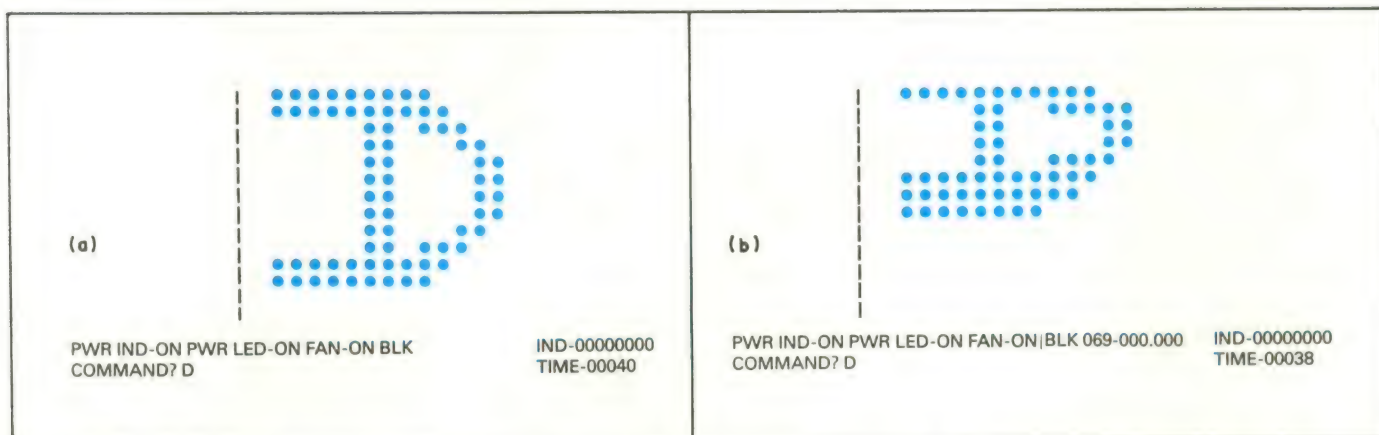 (a)
PWR IND-ON PWR LED-ON FAN-ON BLK
COMMAND? D
IND-00000000
TIME-00040
(b)
PWR IND-ON PWR LED-ON FAN-ON|BLK 069-000.000
COMMAND? D
IND-00000000
TIME-00038